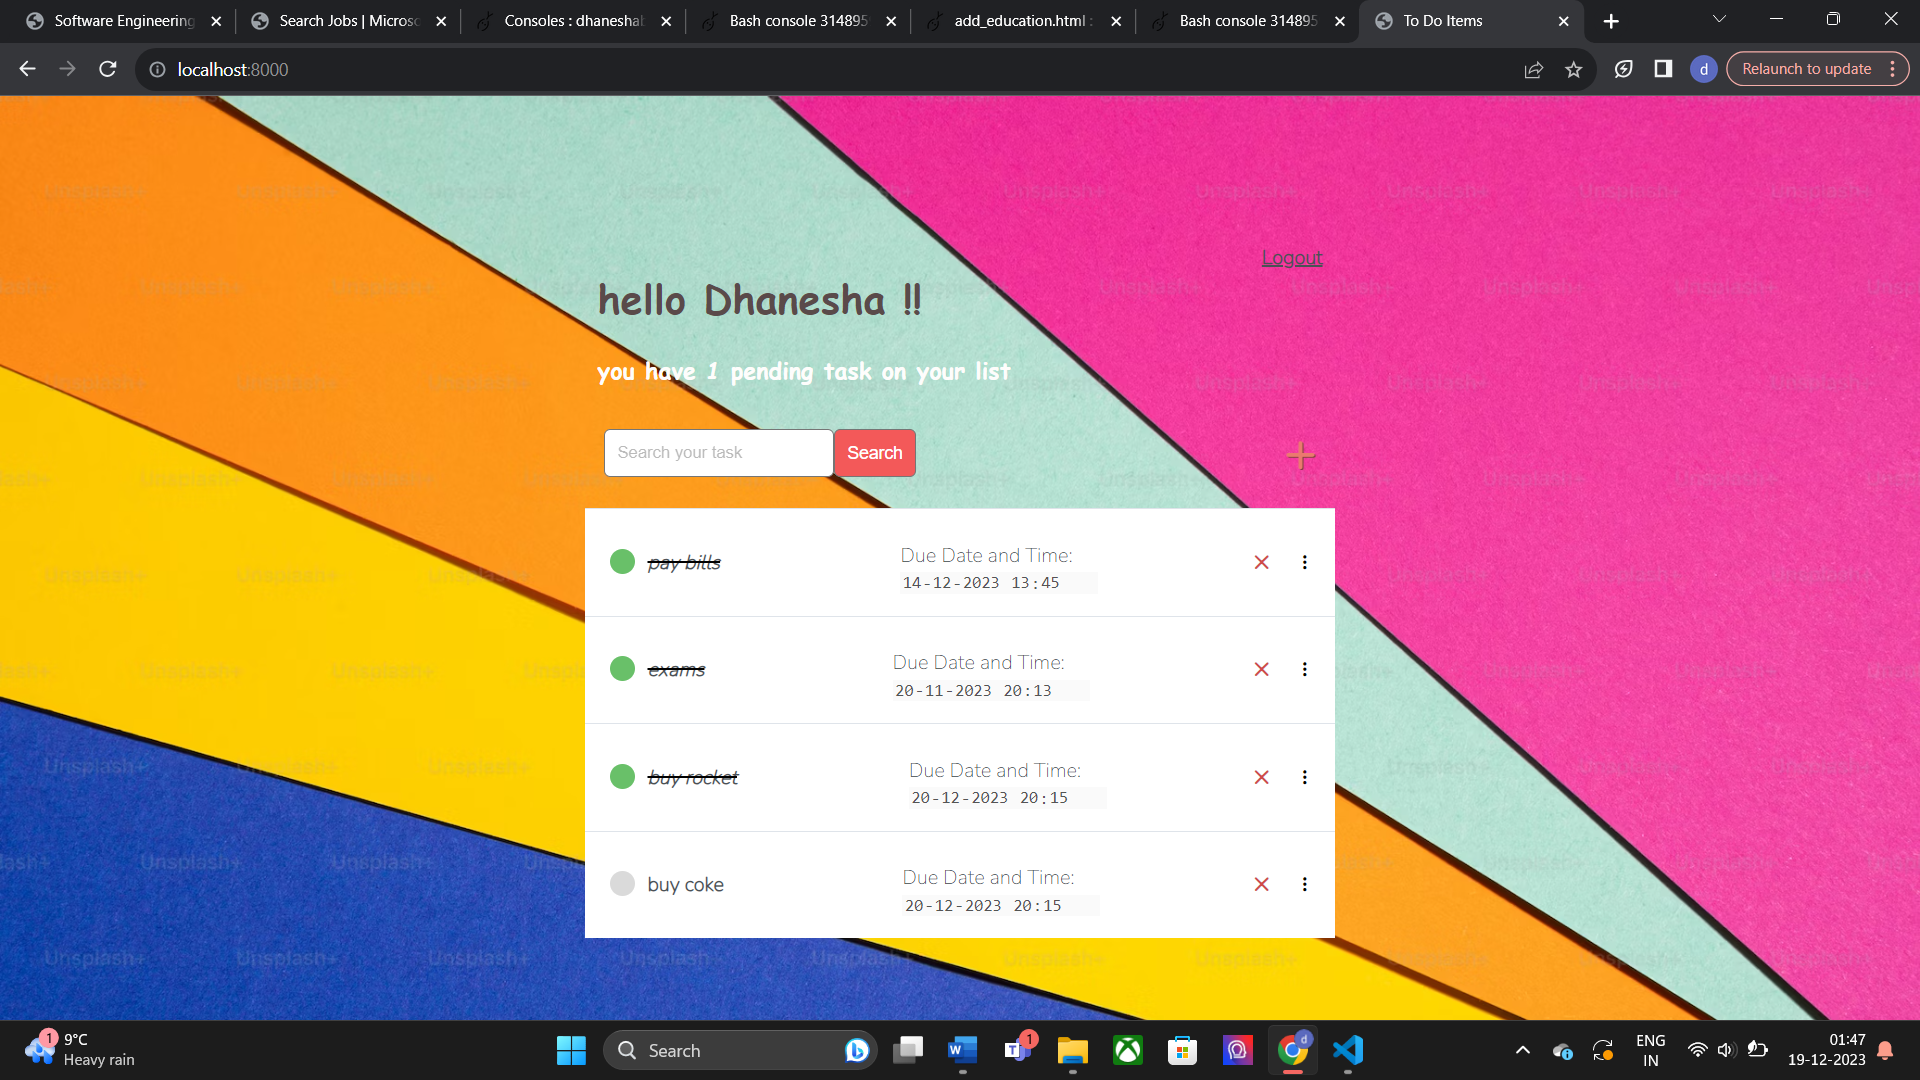 Software Engineering
Search Jobs | Microso
Consoles : dhanesha
Bash console 314895
add_education.html :
Bash console 314895
To Do Items
localhost:8000
Relaunch to update
d
Logout
hello Dhanesha !!
you have 1 pending task on your list
Search your task
Search
pay bills
Due Date and Time:
14-12-2023 13:45
exams
Due Date and Time:
20-11-2023 20:13
buy rocket
Due Date and Time:
20-12-2023 20:15
buy coke
Due Date and Time:
20-12-2023 20:15
Unsplash+
1
9°C
Heavy rain
Search
1
d
ENG
IN
01:47
19-12-2023